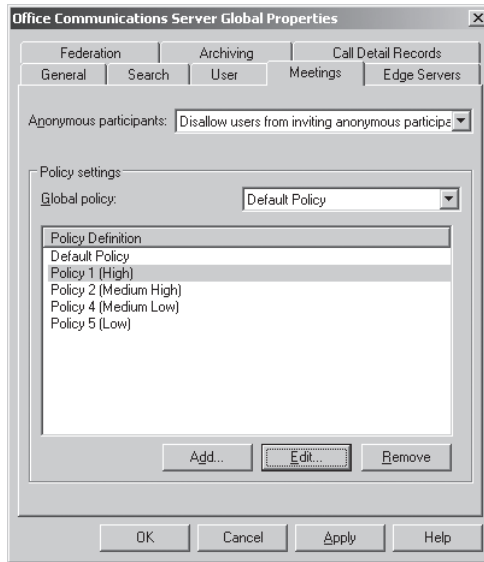 Office Communications Server Global Properties
Federation Archiving Call Detail Records
General Search User Meetings Edge Servers
Anonymous participants: Disallow users from inviting anonymous participa
Policy settings
Global policy: Default Policy
Policy Definition
Default Policy
Policy 1 (High)
Policy 2 (Medium High)
Policy 4 (Medium Low)
Policy 5 (Low)
Add... Edit... Remove
OK Cancel Apply Help